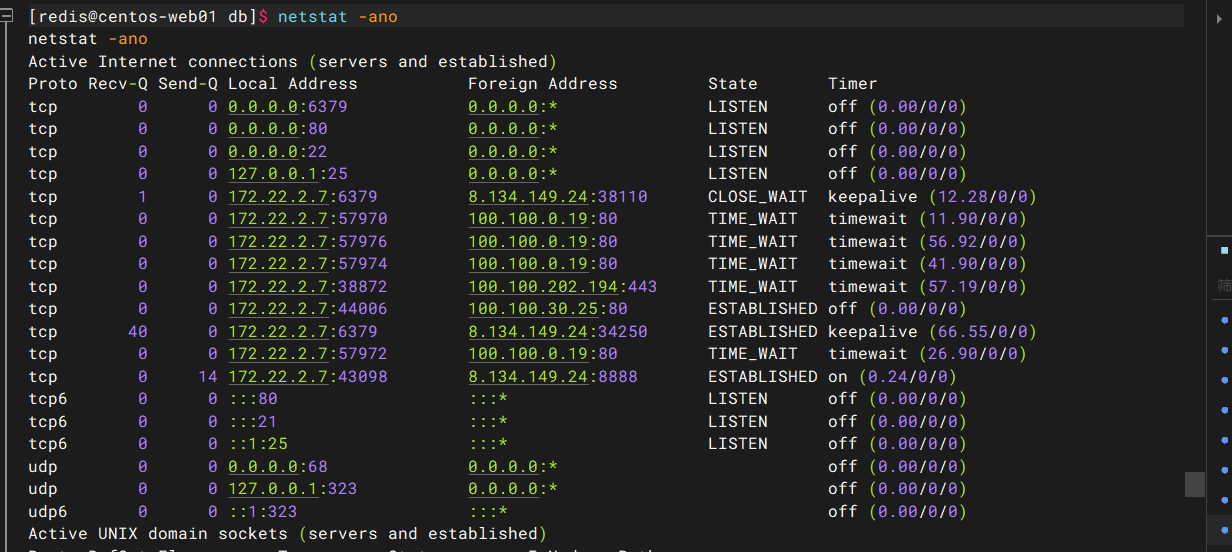 [redis@centos-web01 db]$ netstat -ano
netstat -ano
Active Internet connections (servers and established)
Proto Recv-Q Send-Q Local Address           Foreign Address         State       Timer
tcp        0      0 0.0.0.0:6379            0.0.0.0:*               LISTEN      off (0.00/0/0)
tcp        0      0 0.0.0.0:80              0.0.0.0:*               LISTEN      off (0.00/0/0)
tcp        0      0 0.0.0.0:22              0.0.0.0:*               LISTEN      off (0.00/0/0)
tcp        0      0 127.0.0.1:25            0.0.0.0:*               LISTEN      off (0.00/0/0)
tcp        1      0 172.22.2.7:6379         8.134.149.24:38110      CLOSE_WAIT  keepalive (12.28/0/0)
tcp        0      0 172.22.2.7:57970        100.100.0.19:80         TIME_WAIT   timewait (11.90/0/0)
tcp        0      0 172.22.2.7:57976        100.100.0.19:80         TIME_WAIT   timewait (56.92/0/0)
tcp        0      0 172.22.2.7:57974        100.100.0.19:80         TIME_WAIT   timewait (41.90/0/0)
tcp        0      0 172.22.2.7:38872        100.100.202.194:443     TIME_WAIT   timewait (57.19/0/0)
tcp        0      0 172.22.2.7:44006        100.100.30.25:80        ESTABLISHED off (0.00/0/0)
tcp       40      0 172.22.2.7:6379         8.134.149.24:34250      ESTABLISHED keepalive (66.55/0/0)
tcp        0      0 172.22.2.7:57972        100.100.0.19:80         TIME_WAIT   timewait (26.90/0/0)
tcp        0     14 172.22.2.7:43098        8.134.149.24:8888       ESTABLISHED on (0.24/0/0)
tcp6       0      0 :::80                   :::*                    LISTEN      off (0.00/0/0)
tcp6       0      0 :::21                   :::*                    LISTEN      off (0.00/0/0)
tcp6       0      0 ::1:25                  :::*                    LISTEN      off (0.00/0/0)
udp        0      0 0.0.0.0:68              0.0.0.0:*                           off (0.00/0/0)
udp        0      0 127.0.0.1:323           0.0.0.0:*                           off (0.00/0/0)
udp6       0      0 ::1:323                 :::*                                off (0.00/0/0)
Active UNIX domain sockets (servers and established)